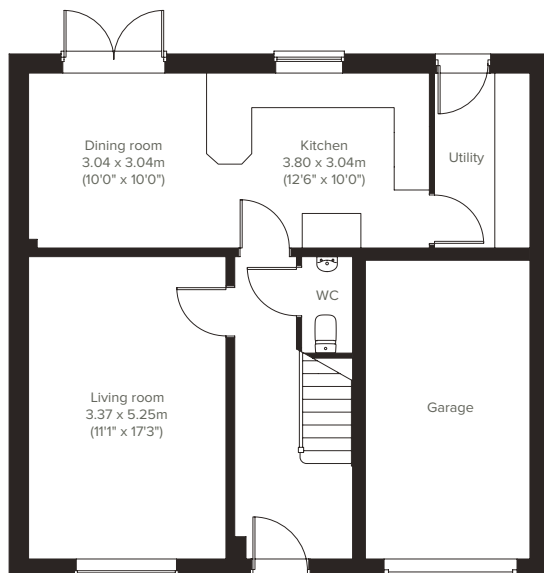 Dining room
3.04 x 3.04m
(10'0" x 10'0")
Kitchen
3.80 x 3.04m
(12'6" x 10'0")
Utility
WC
Living room
3.37 x 5.25m
(11'1" x 17'3")
Garage